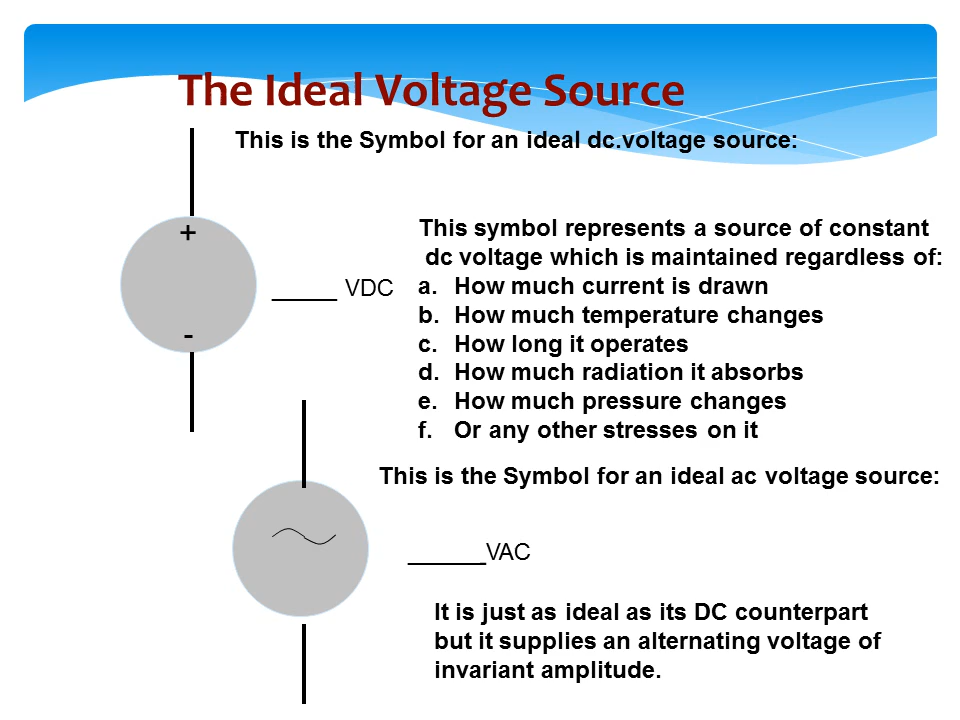 The Ideal Voltage Source
This is the Symbol for an ideal dc.voltage source:
+
-
_____ VDC
This symbol represents a source of constant
dc voltage which is maintained regardless of:
a. How much current is drawn
b. How much temperature changes
c. How long it operates
d. How much radiation it absorbs
e. How much pressure changes
f. Or any other stresses on it
This is the Symbol for an ideal ac voltage source:
______VAC
It is just as ideal as its DC counterpart
but it supplies an alternating voltage of
invariant amplitude.